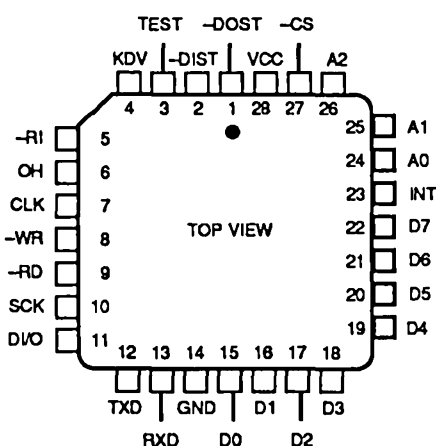 TEST -DOST -CS
KDV -DIST VCC A2
4 3 2 1 28 27 26
-RI 5 25 A1
OH 6 24 A0
CLK 7 23 INT
-WR 8 TOP VIEW 22 D7
-RD 9 21 D6
SCK 10 20 D5
DI/O 11 19 D4
12 13 14 15 16 17 18
TXD GND D1 D3
RXD D0 D2